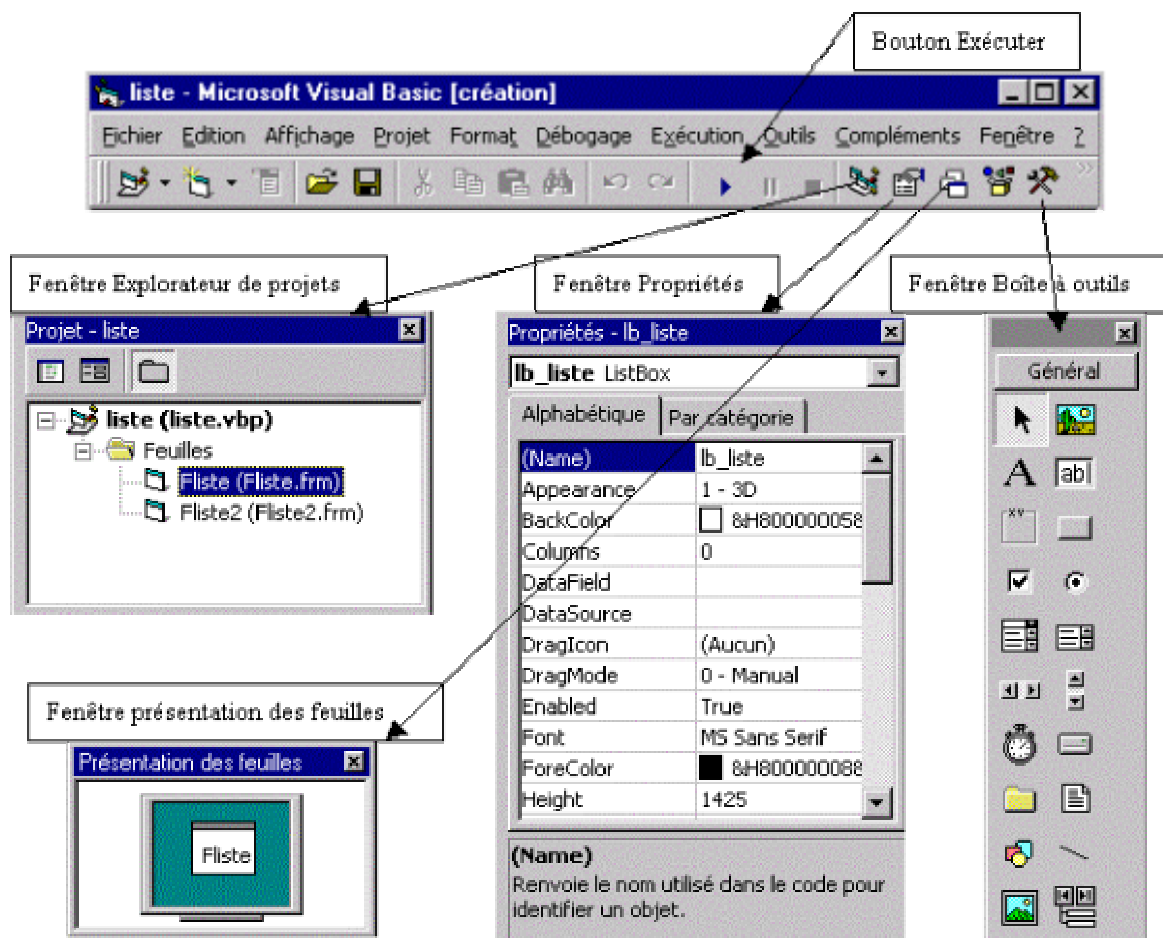 Bouton Exécuter
liste - Microsoft Visual Basic [création]
Fichier Edition Affichage Projet Format Débogage Exécution Outils Compléments Fenêtre ?
Fenêtre Explorateur de projets
Fenêtre Propriétés
Fenêtre Boîte à outils
Projet - liste
liste (liste.vbp)
Feuilles
Fliste (Fliste.frm)
Fliste2 (Fliste2.frm)
Fenêtre présentation des feuilles
Présentation des feuilles
Fliste
Propriétés - lb_liste
lb_liste ListBox
Alphabétique Par catégorie
(Name) lb_liste
Appearance 1 - 3D
BackColor &H800000058
Columns 0
DataField
DataSource
DragIcon (Aucun)
DragMode 0 - Manual
Enabled True
Font MS Sans Serif
ForeColor &H800000088
Height 1425
(Name)
Renvoie le nom utilisé dans le code pour
identifier un objet.
Général
A ab
xv